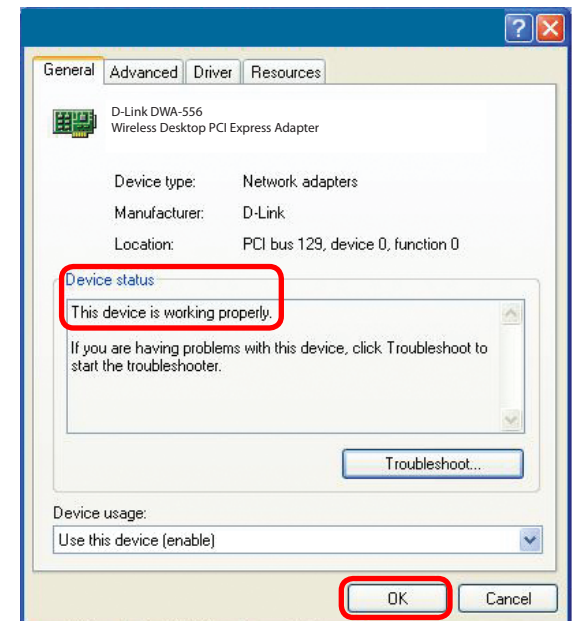 General Advanced Driver Resources
D-Link DWA-556
Wireless Desktop PCI Express Adapter
Device type: Network adapters
Manufacturer: D-Link
Location: PCI bus 129, device 0, function 0
Device status
This device is working properly.
If you are having problems with this device, click Troubleshoot to
start the troubleshooter.
Troubleshoot...
Device usage:
Use this device (enable)
OK Cancel